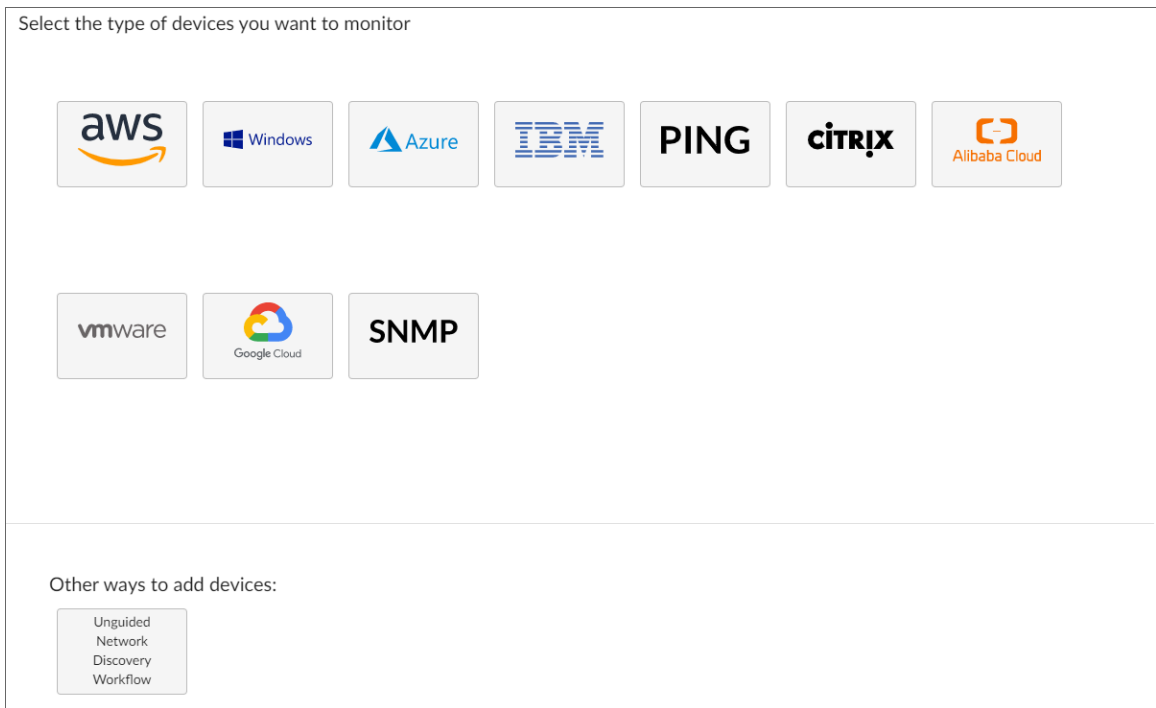 Select the type of devices you want to monitor
aws
Windows
Azure
IBM
PING
CiTRiX
Alibaba Cloud
vmware
Google Cloud
SNMP
Other ways to add devices:
Unguided
Network
Discovery
Workflow